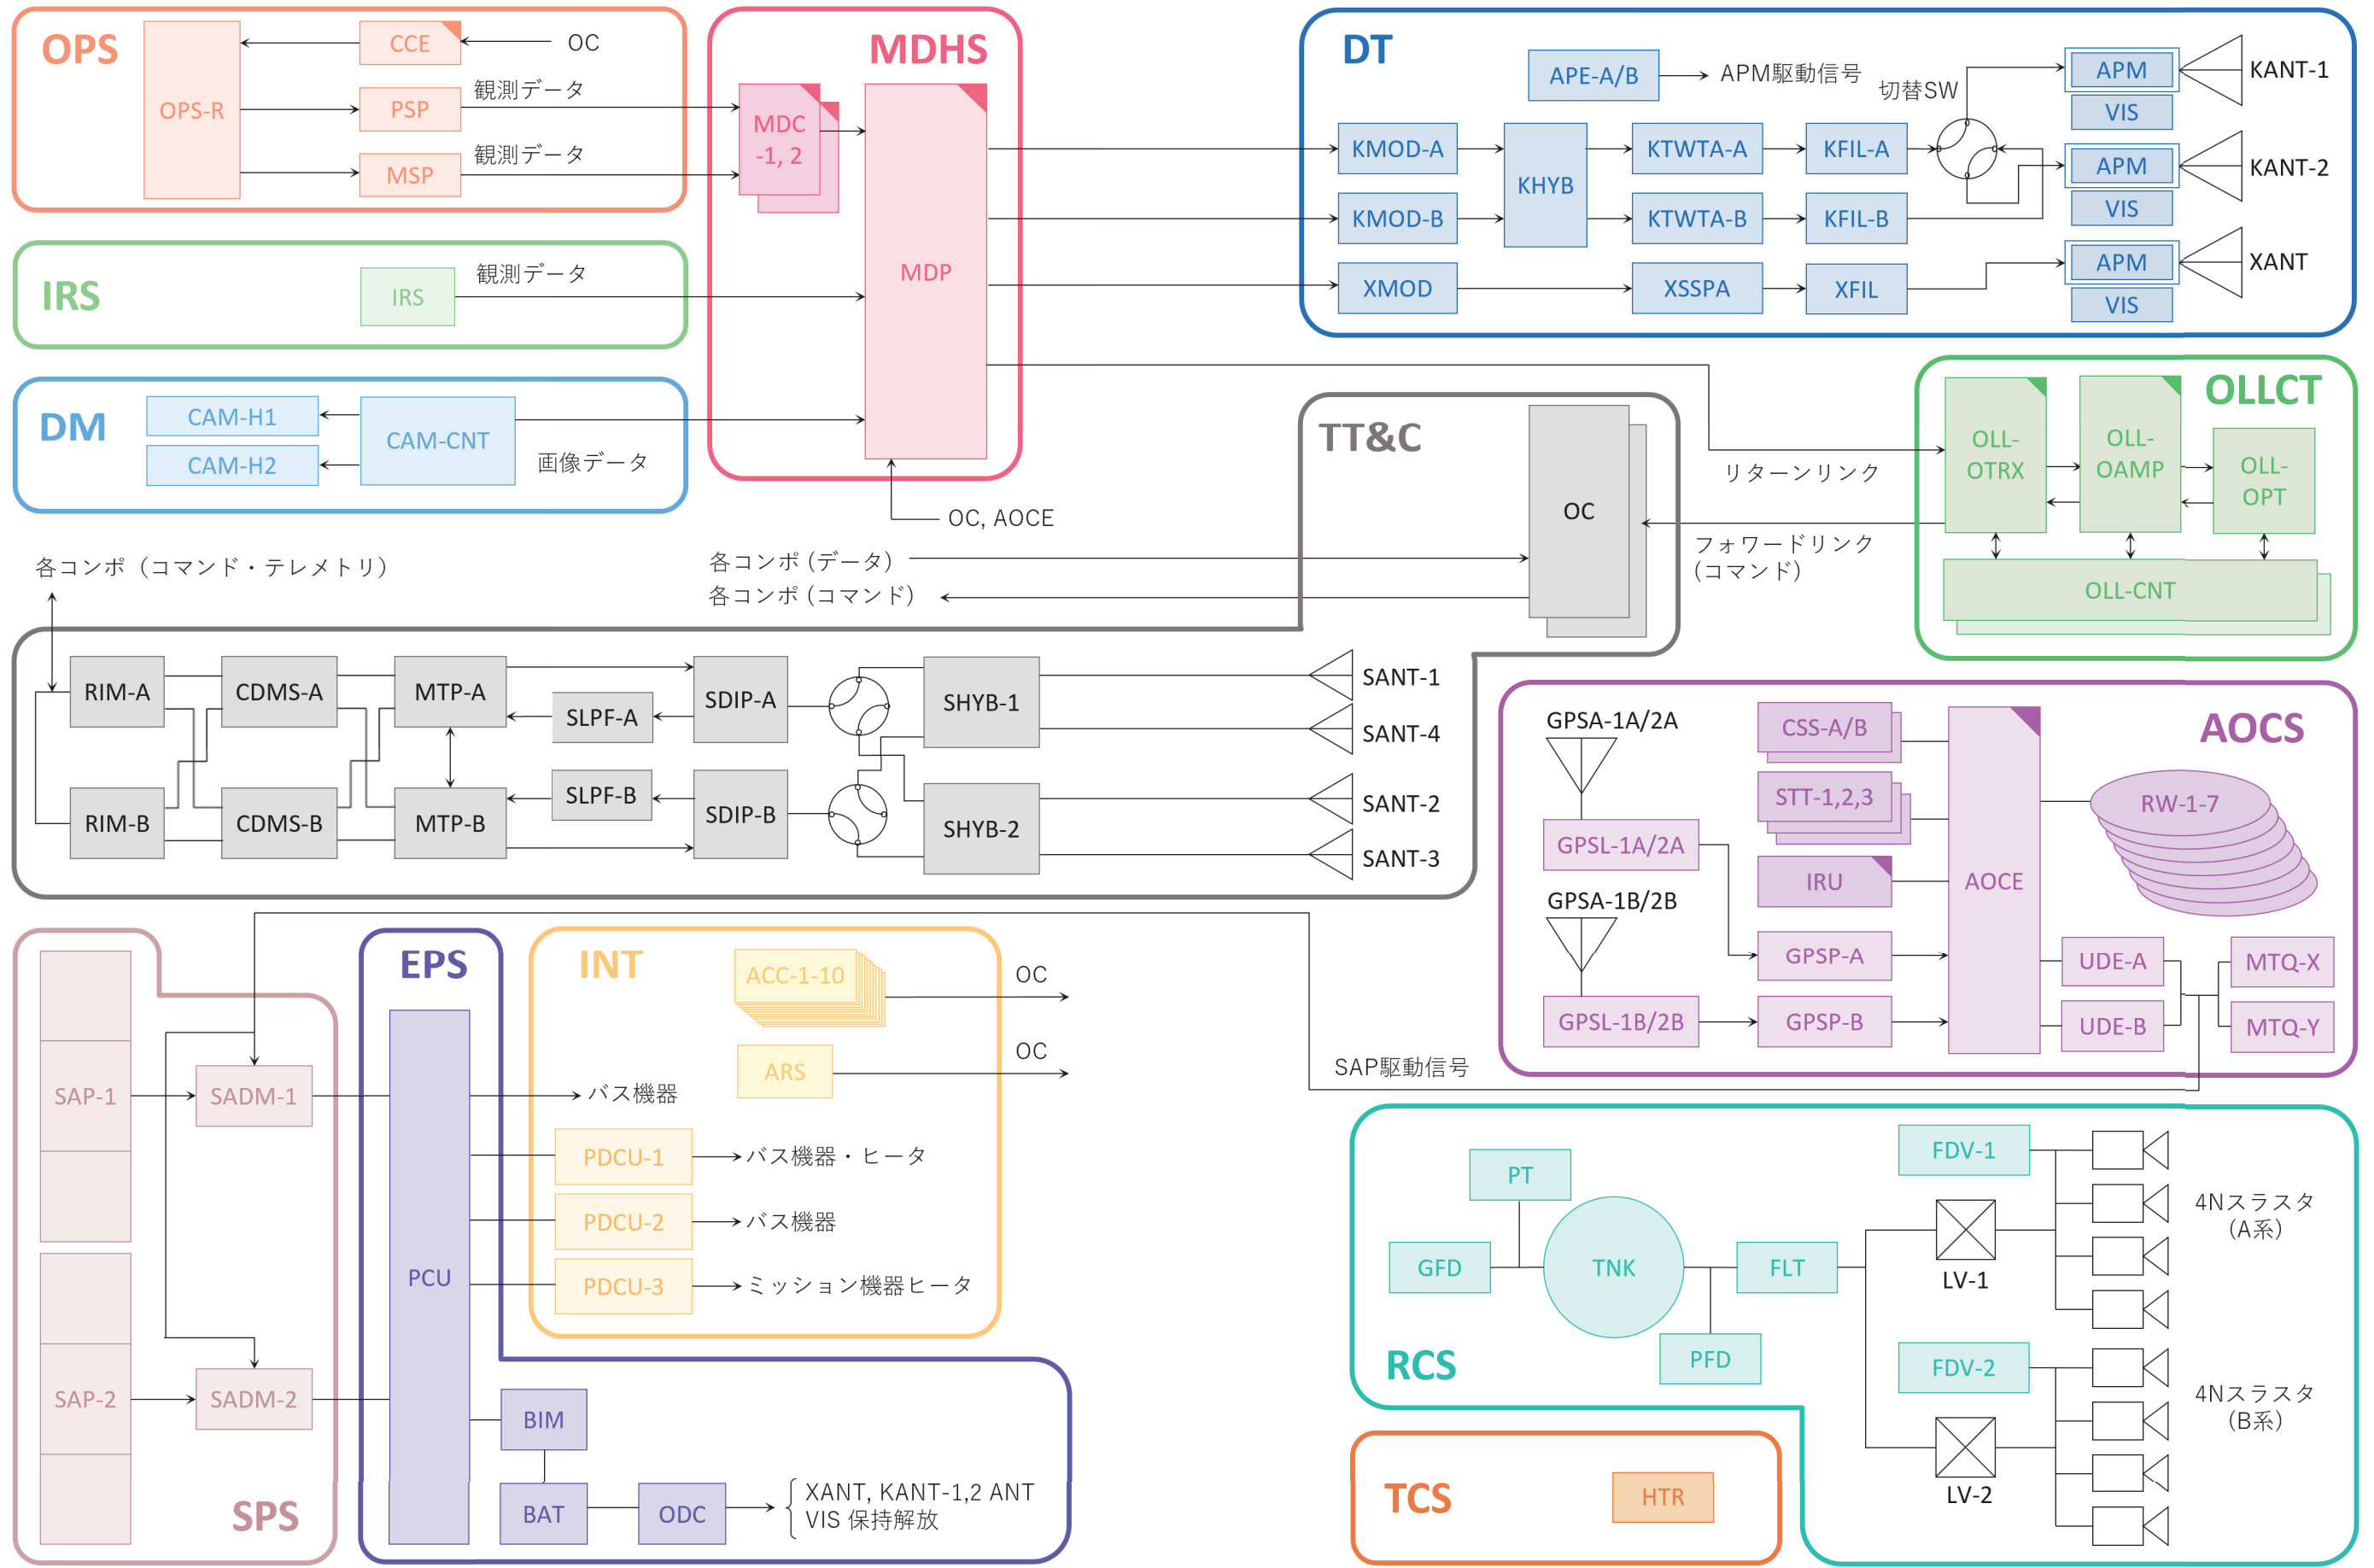 OPS
OPS-R
CCE
OC
PSP
観測データ
MSP
観測データ
IRS
IRS
観測データ
DM
CAM-H1
CAM-H2
CAM-CNT
画像データ
MDHS
MDC
-1, 2
MDP
OC, AOCE
DT
APE-A/B
APM駆動信号
切替SW
KMOD-A
KMOD-B
XMOD
KHYB
KTWTA-A
KTWTA-B
XSSPA
KFIL-A
KFIL-B
XFIL
APM
VIS
KANT-1
APM
VIS
KANT-2
APM
VIS
XANT
OLLCT
OLL-
OTRX
OLL-
OAMP
OLL-
OPT
OLL-CNT
リターンリンク
フォワードリンク
(コマンド)
TT&C
OC
各コンポ (データ)
各コンポ (コマンド)
各コンポ（コマンド・テレメトリ）
RIM-A
CDMS-A
MTP-A
SLPF-A
SDIP-A
SHYB-1
SANT-1
SANT-4
RIM-B
CDMS-B
MTP-B
SLPF-B
SDIP-B
SHYB-2
SANT-2
SANT-3
AOCS
GPSA-1A/2A
GPSL-1A/2A
GPSA-1B/2B
GPSL-1B/2B
CSS-A/B
STT-1,2,3
IRU
GPSP-A
GPSP-B
AOCE
RW-1-7
UDE-A
UDE-B
MTQ-X
MTQ-Y
SAP駆動信号
SPS
SAP-1
SADM-1
SAP-2
SADM-2
EPS
PCU
BIM
BAT
ODC
XANT, KANT-1,2 ANT
VIS 保持解放
INT
ACC-1-10
OC
ARS
OC
バス機器
PDCU-1
バス機器・ヒータ
PDCU-2
バス機器
PDCU-3
ミッション機器ヒータ
RCS
PT
GFD
TNK
PFD
FLT
FDV-1
LV-1
4Nスラスタ
(A系)
FDV-2
LV-2
4Nスラスタ
(B系)
TCS
HTR